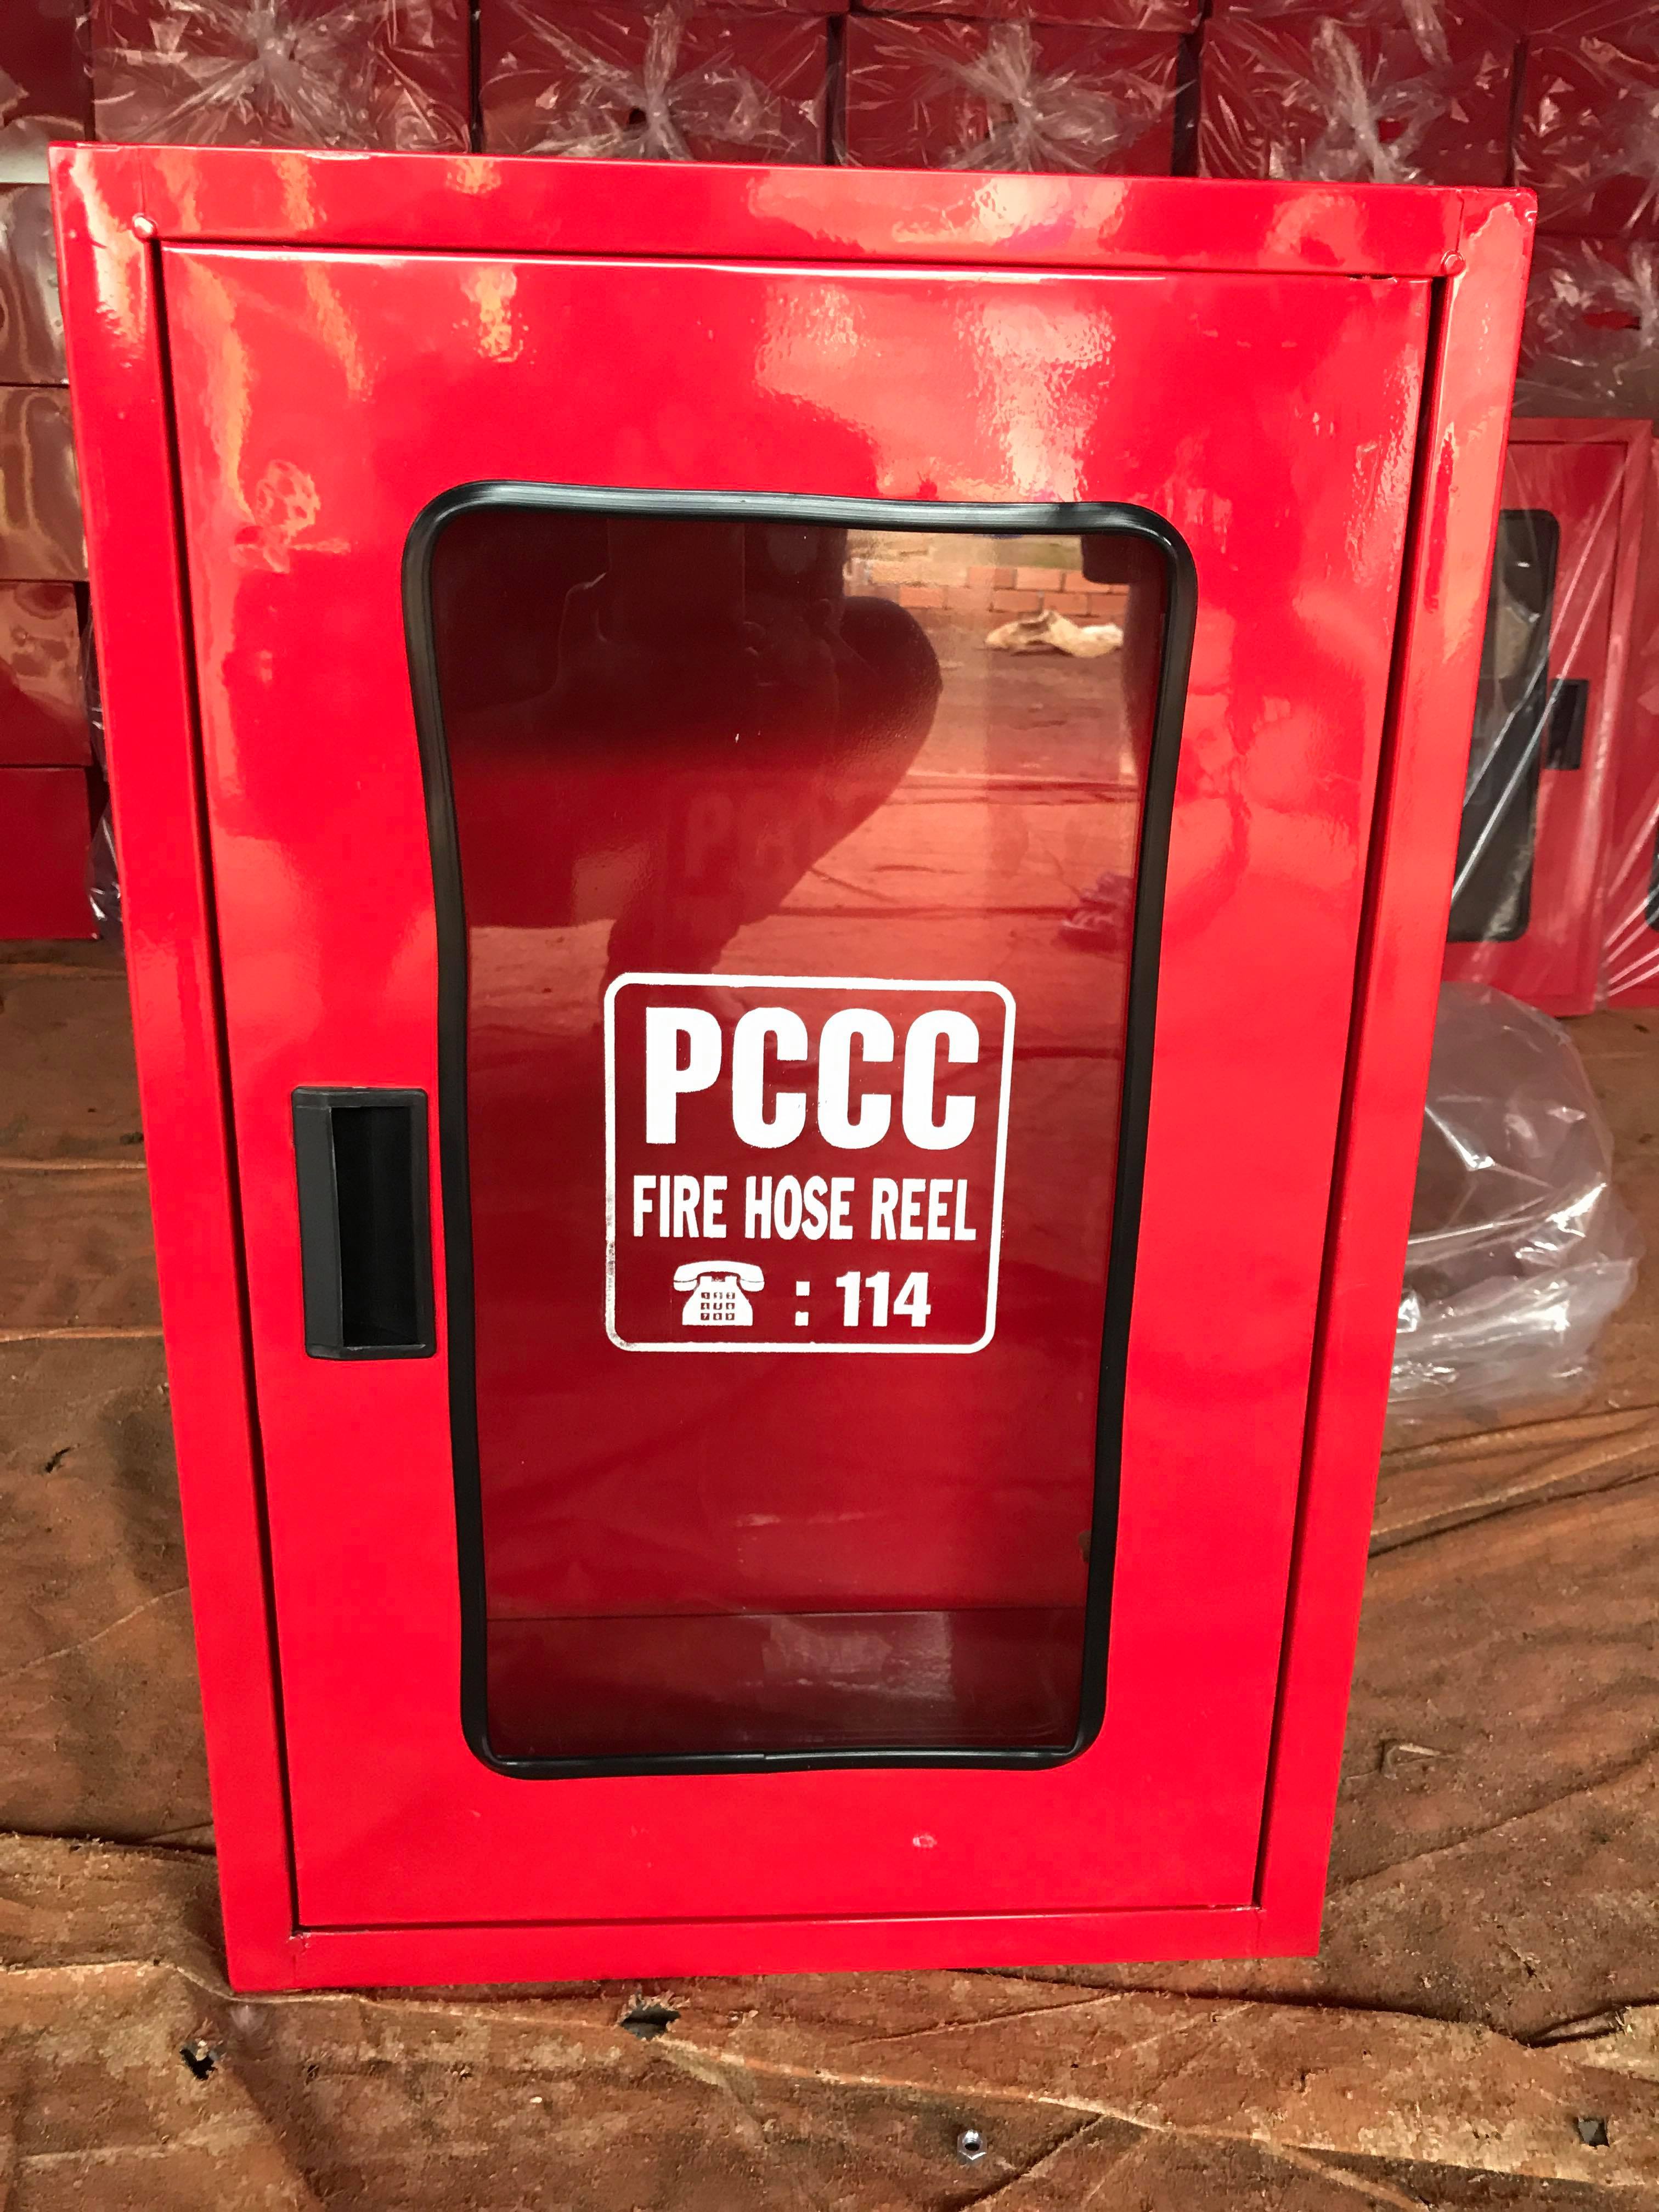 PCCC
FIRE HOSE REEL
: 114